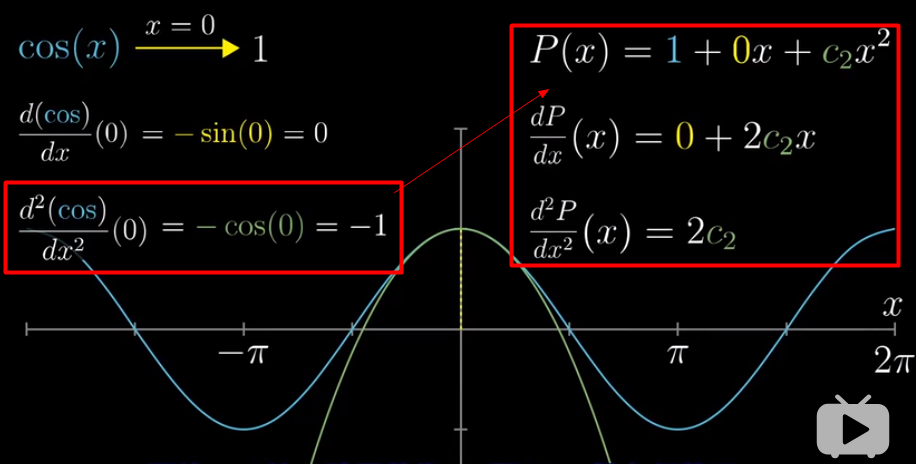 cos(x) x = 0 → 1
d(cos)/dx (0) = −sin(0) = 0
d²(cos)/dx² (0) = −cos(0) = −1
P(x) = 1 + 0x + c₂x²
dP/dx (x) = 0 + 2c₂x
d²P/dx² (x) = 2c₂
x
−π π 2π